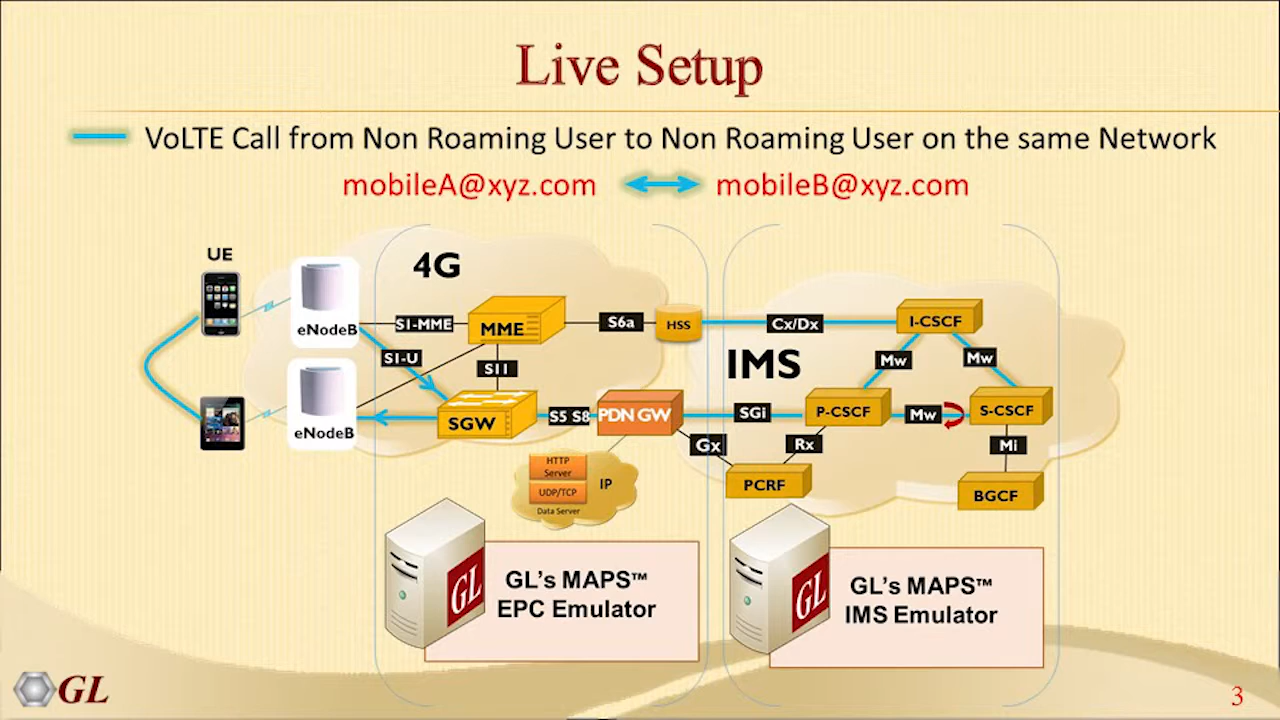 Live Setup
VoLTE Call from Non Roaming User to Non Roaming User on the same Network
mobileA@xyz.com mobileB@xyz.com
UE
4G
eNodeB
S1-MME
MME
S6a
HSS
Cx/Dx
I-CSCF
S1-U
S11
IMS
Mw
Mw
eNodeB
SGW
S5 S8
PDN GW
SGi
P-CSCF
Mw
S-CSCF
Gx
Rx
Mi
HTTP
Server
UDP/TCP
Data Server
IP
PCRF
BGCF
GL
GL's MAPS™
EPC Emulator
GL
GL's MAPS™
IMS Emulator
GL
3